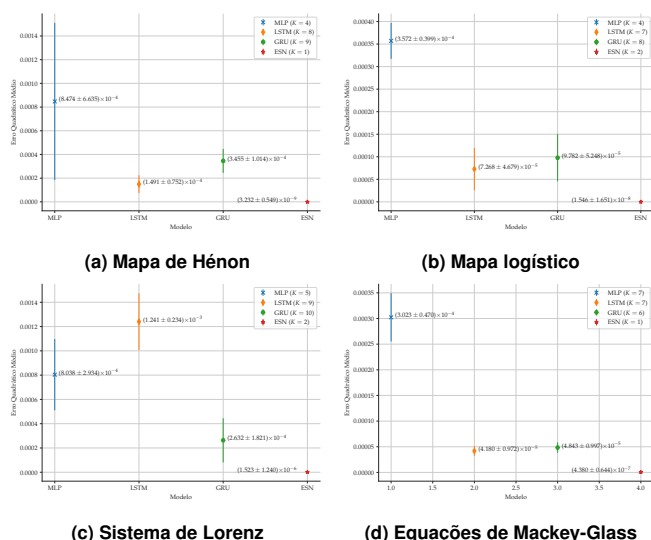 0.0014
0.0012
0.0010
0.0008
0.0006
0.0004
0.0002
0.0000
Erro Quadrático Médio
MLP (K = 4)
LSTM (K = 8)
GRU (K = 9)
ESN (K = 1)
(8.474 ± 6.635)×10⁻⁴
(1.491 ± 0.752)×10⁻⁴
(3.455 ± 1.014)×10⁻⁴
(3.232 ± 0.549)×10⁻⁹
MLP LSTM GRU ESN
Modelo
(a) Mapa de Hénon
0.00040
0.00035
0.00030
0.00025
0.00020
0.00015
0.00010
0.00005
0.00000
Erro Quadrático Médio
MLP (K = 4)
LSTM (K = 7)
GRU (K = 8)
ESN (K = 2)
(3.572 ± 0.399)×10⁻⁴
(7.268 ± 4.679)×10⁻⁵
(9.782 ± 5.248)×10⁻⁵
(1.546 ± 1.651)×10⁻⁸
MLP LSTM GRU ESN
Modelo
(b) Mapa logístico
0.0014
0.0012
0.0010
0.0008
0.0006
0.0004
0.0002
0.0000
Erro Quadrático Médio
MLP (K = 5)
LSTM (K = 9)
GRU (K = 10)
ESN (K = 2)
(8.038 ± 2.934)×10⁻⁴
(1.241 ± 0.234)×10⁻³
(2.632 ± 1.821)×10⁻⁴
(1.523 ± 1.240)×10⁻⁶
MLP LSTM GRU ESN
Modelo
(c) Sistema de Lorenz
0.00035
0.00030
0.00025
0.00020
0.00015
0.00010
0.00005
0.00000
Erro Quadrático Médio
MLP (K = 7)
LSTM (K = 7)
GRU (K = 6)
ESN (K = 1)
(3.023 ± 0.470)×10⁻⁴
(4.180 ± 0.972)×10⁻⁵
(4.843 ± 0.997)×10⁻⁵
(4.380 ± 0.644)×10⁻⁷
1.0 1.5 2.0 2.5 3.0 3.5 4.0
Modelo
(d) Equações de Mackey-Glass